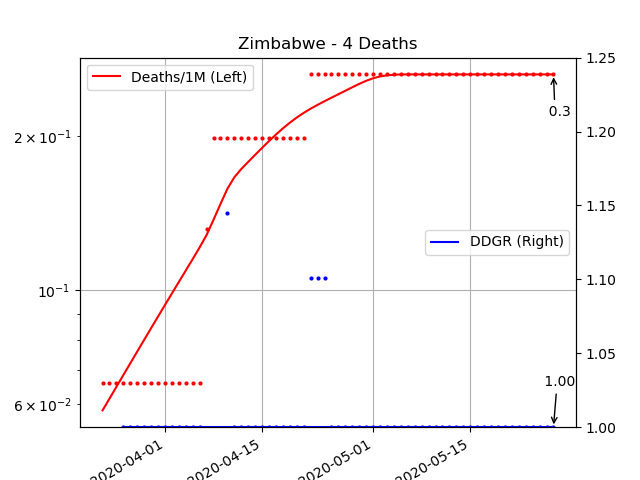 Zimbabwe - 4 Deaths
Deaths/1M (Left)
DDGR (Right)
2 × 10⁻¹
10⁻¹
6 × 10⁻²
1.25
1.20
1.15
1.10
1.05
1.00
0.3
1.00
2020-04-01
2020-04-15
2020-05-01
2020-05-15